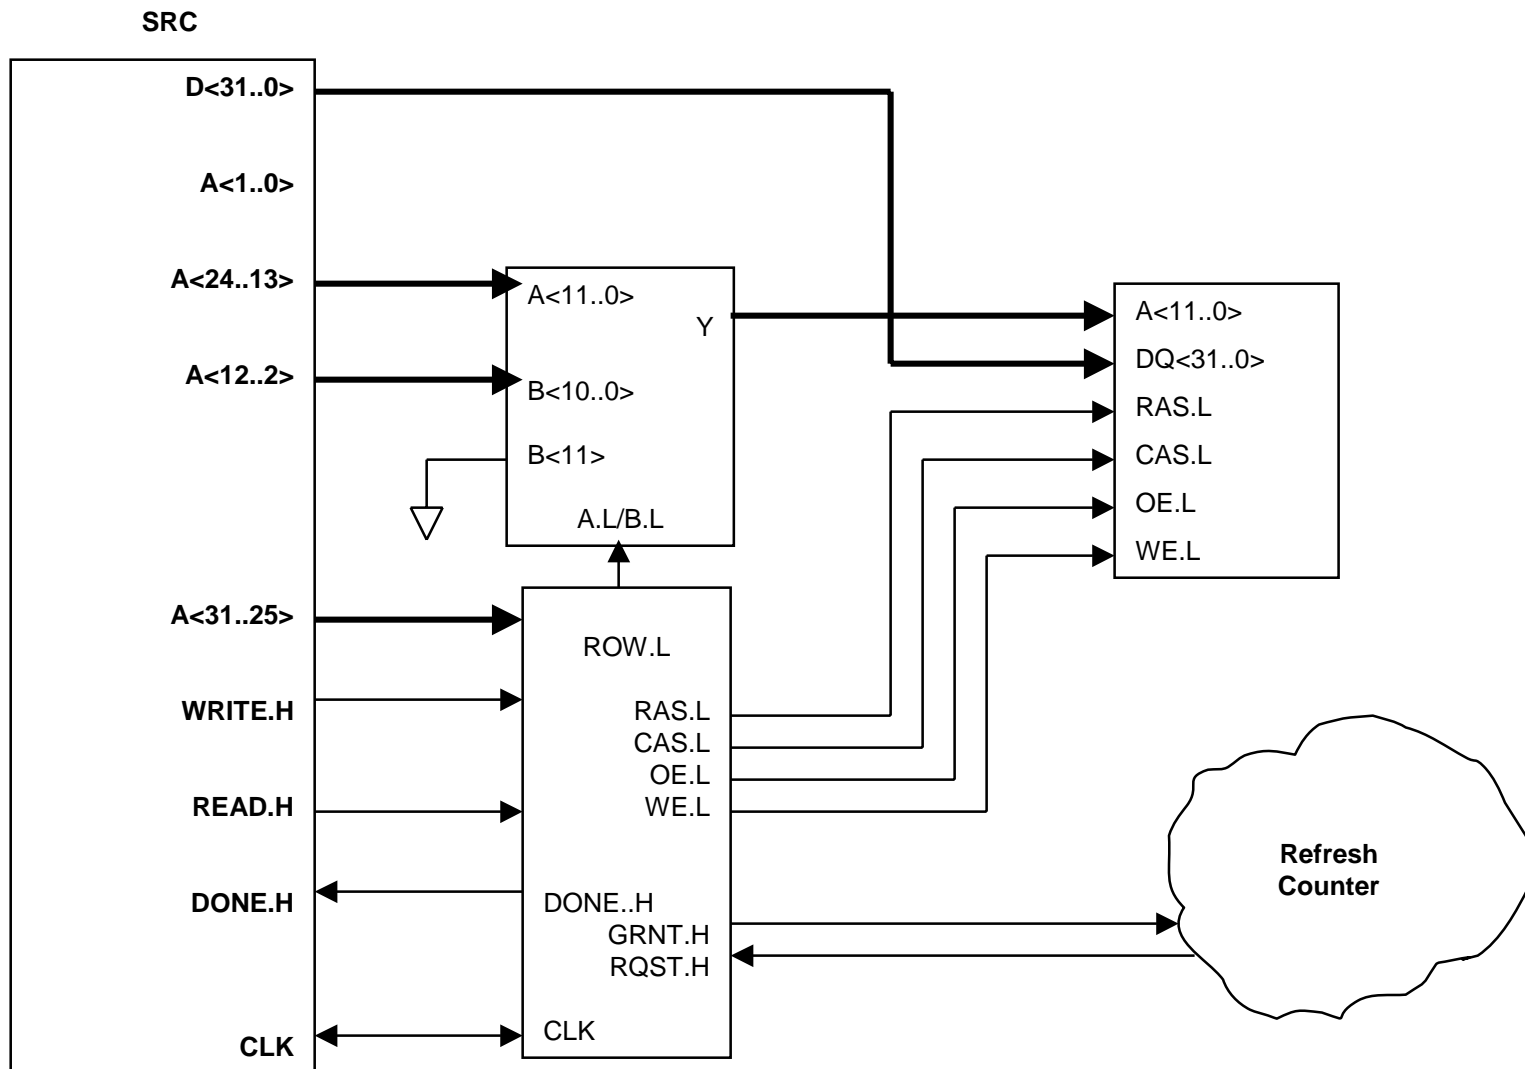 SRC
D<31..0>
A<1..0>
A<24..13>
A<12..2>
A<31..25>
WRITE.H
READ.H
DONE.H
CLK
A<11..0>
Y
B<10..0>
B<11>
A.L/B.L
ROW.L
RAS.L
CAS.L
OE.L
WE.L
DONE..H
GRNT.H
RQST.H
CLK
A<11..0>
DQ<31..0>
RAS.L
CAS.L
OE.L
WE.L
Refresh
Counter